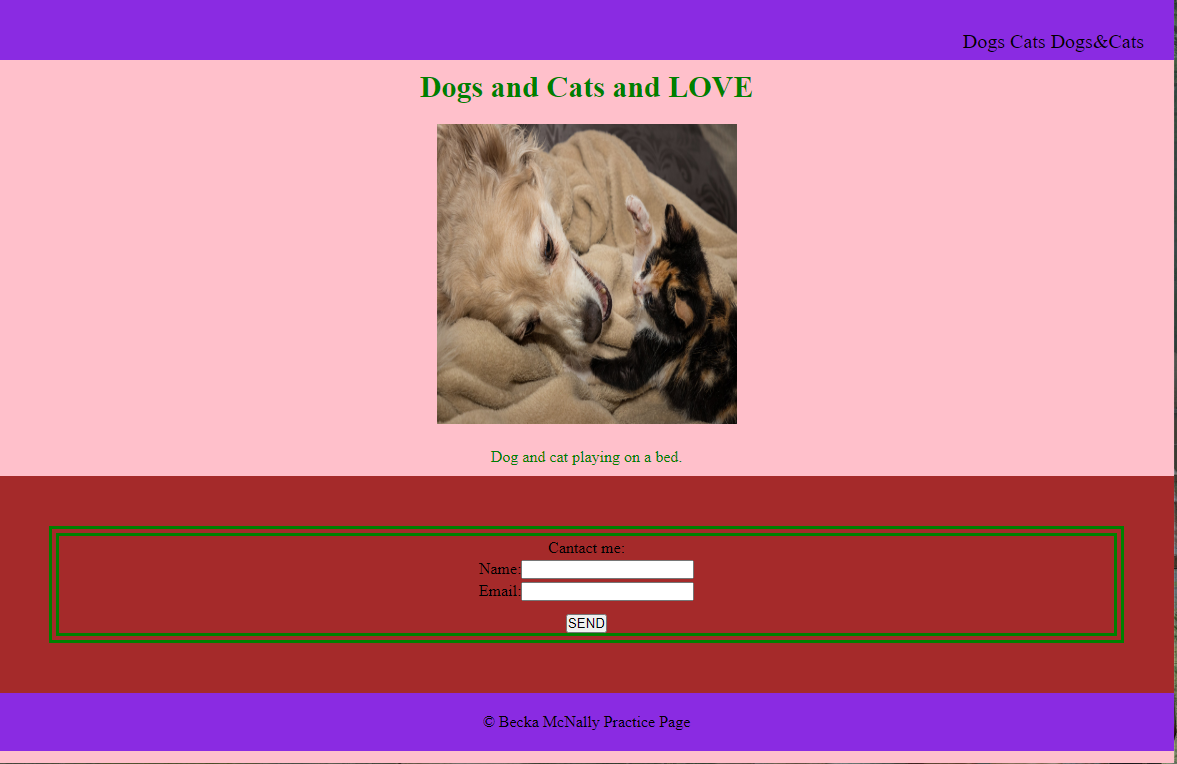 Dogs Cats Dogs&Cats
Dogs and Cats and LOVE
Dog and cat playing on a bed.
Cantact me:
Name:
Email:
SEND
© Becka McNally Practice Page